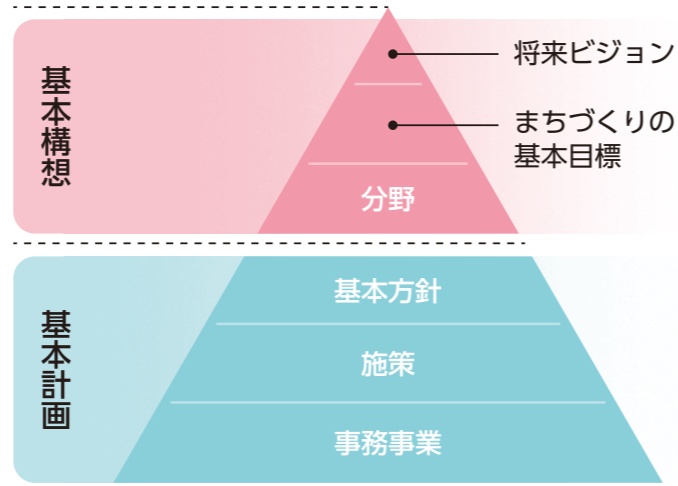 基本構想
将来ビジョン
まちづくりの
基本目標
分野
基本計画
基本方針
施策
事務事業